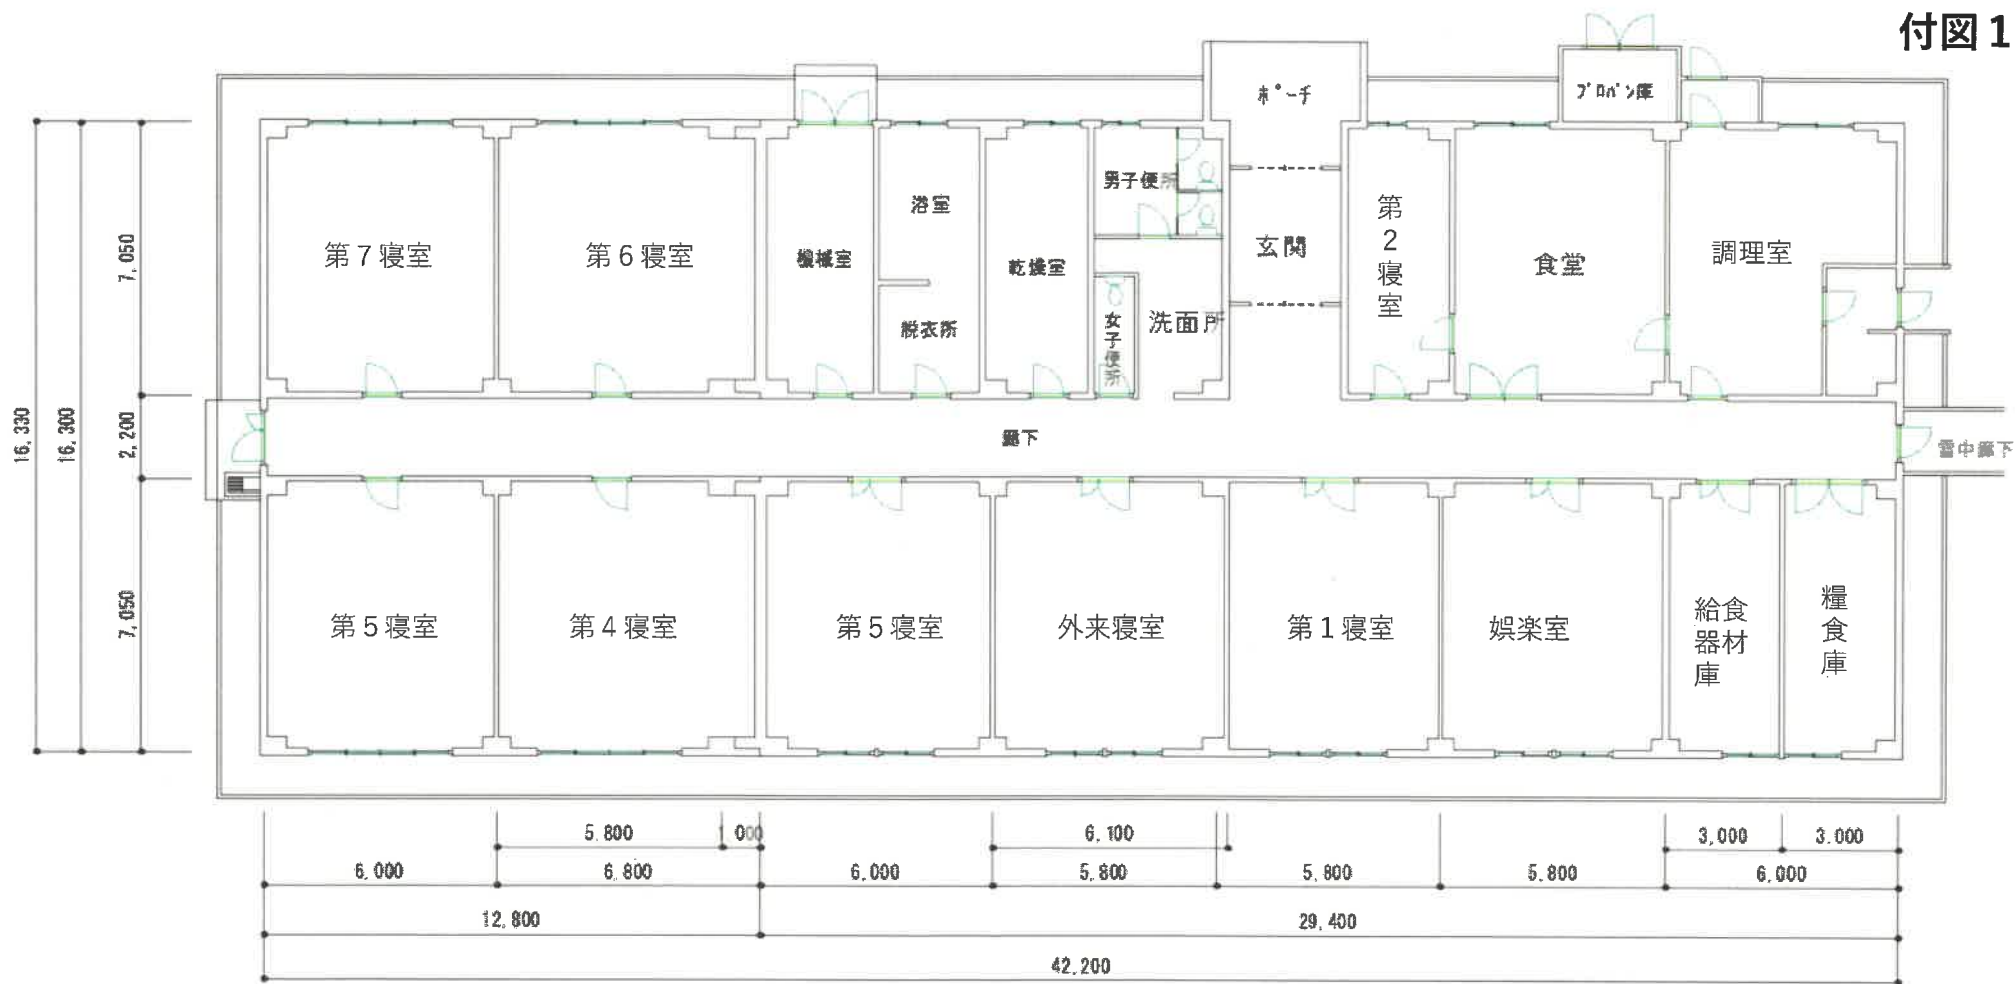 付図1
ポーチ
プロパン庫
第7寝室
第6寝室
機械室
浴室
脱衣所
乾燥室
男子便所
女子便所
洗面所
玄関
第2寝室
食堂
調理室
廊下
雪中廊下
第5寝室
第4寝室
第5寝室
外来寝室
第1寝室
娯楽室
給食
器材
庫
糧食庫
16,330
16,300
7,050
2,200
7,050
5.800
1 000
6,100
3,000
3.000
6,000
6,800
6,000
5,800
5,800
5,800
6,000
12,800
29,400
42,200